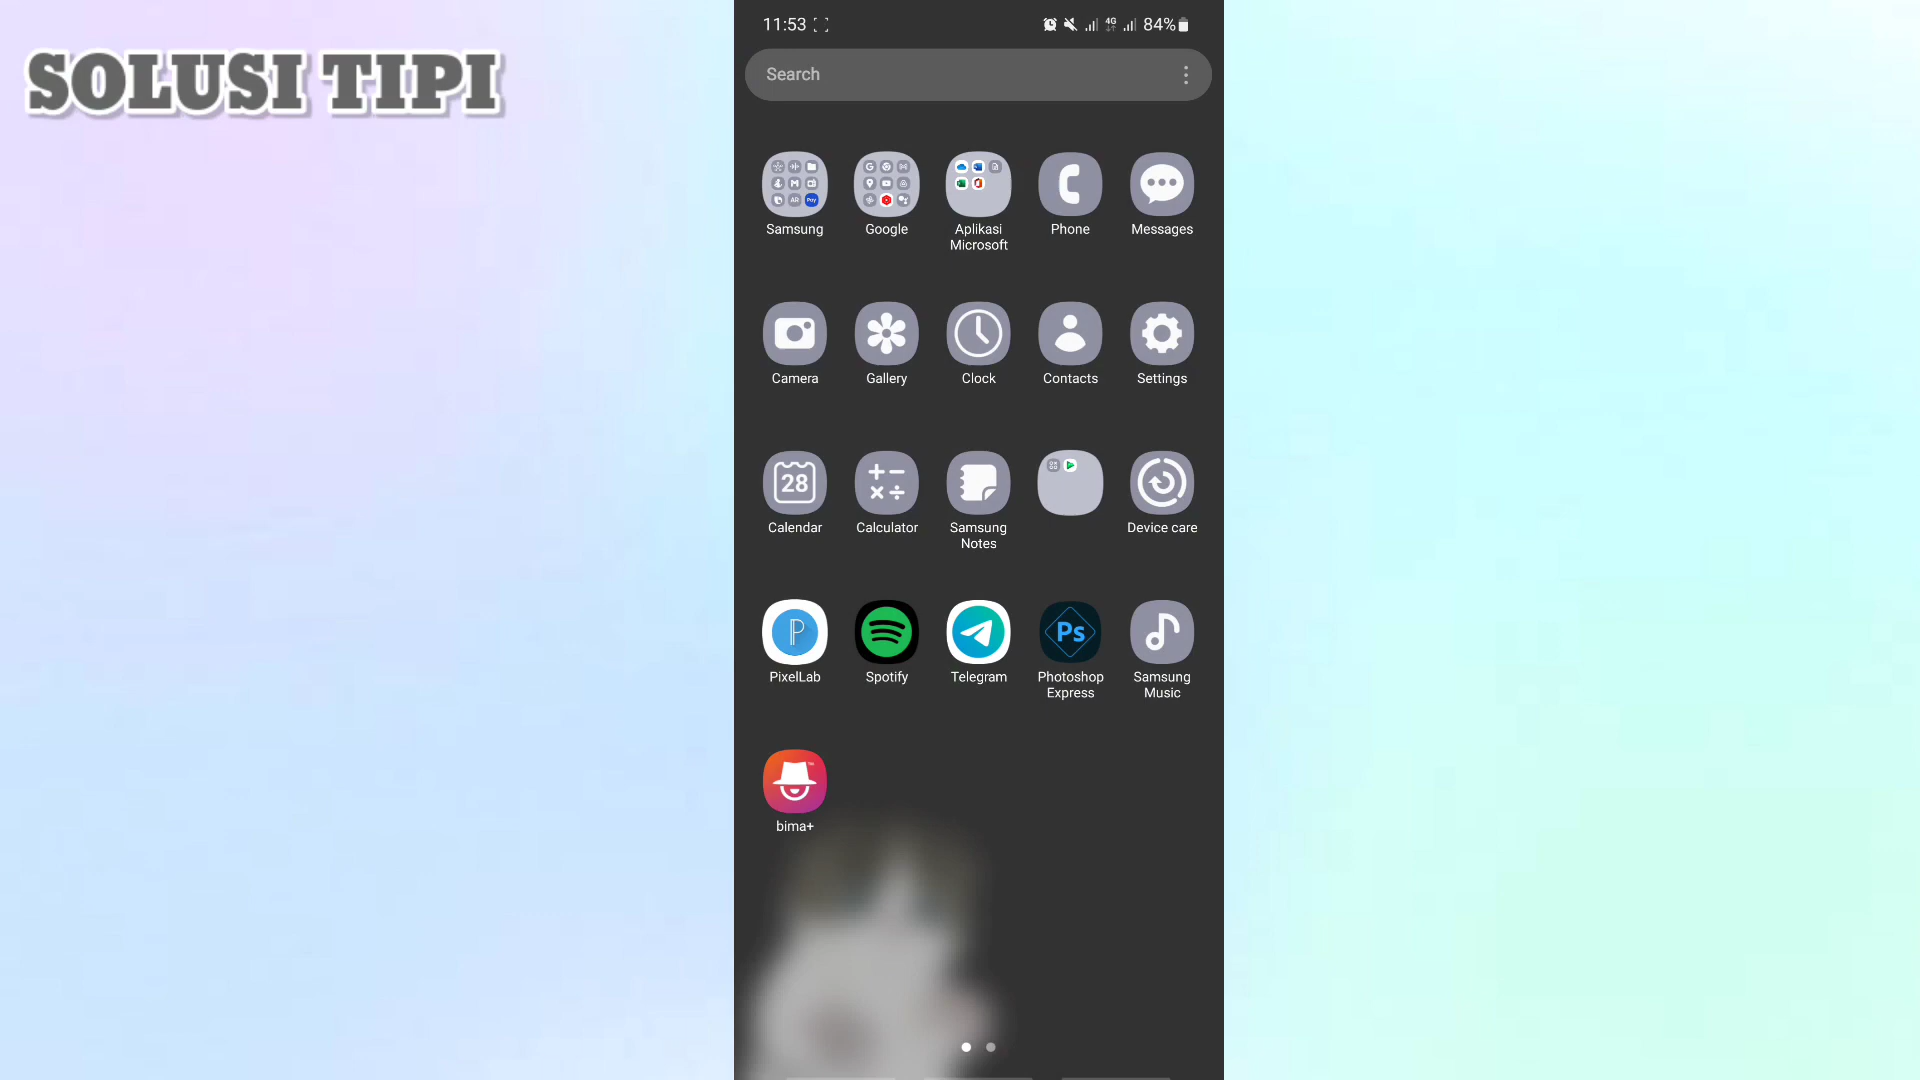 SOLUSI TIPI
11:53
4G
84%
Search
Samsung
Google
Aplikasi
Microsoft
Phone
Messages
Camera
Gallery
Clock
Contacts
Settings
28
Calendar
Calculator
Samsung
Notes
Device care
PixelLab
Spotify
Telegram
Ps
Photoshop
Express
Samsung
Music
bima+